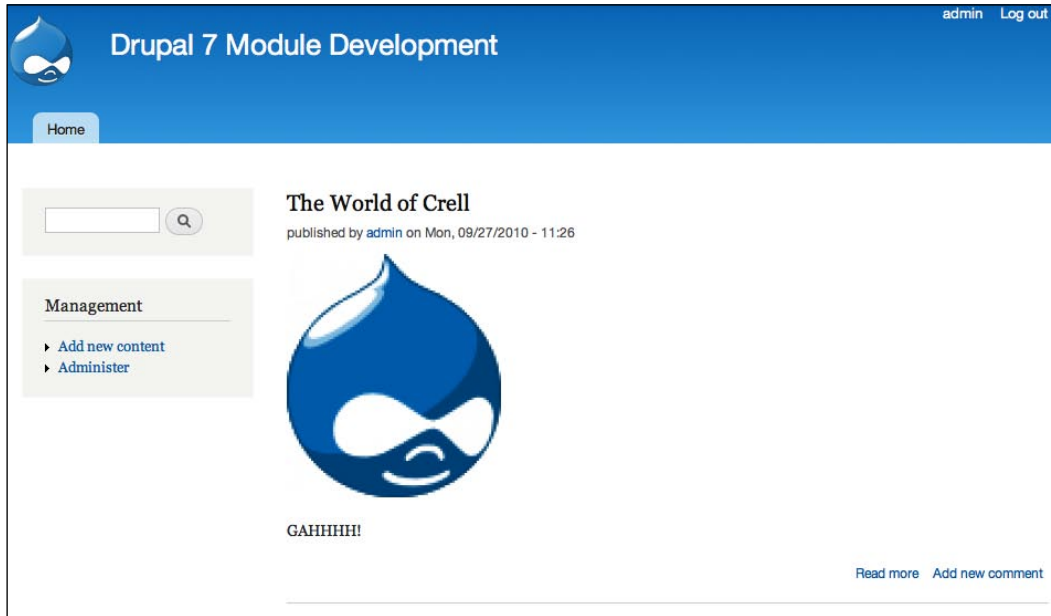 admin Log out
Drupal 7 Module Development
Home
The World of Crell
published by admin on Mon, 09/27/2010 - 11:26
Management
Add new content
Administer
GAHHHH!
Read more Add new comment